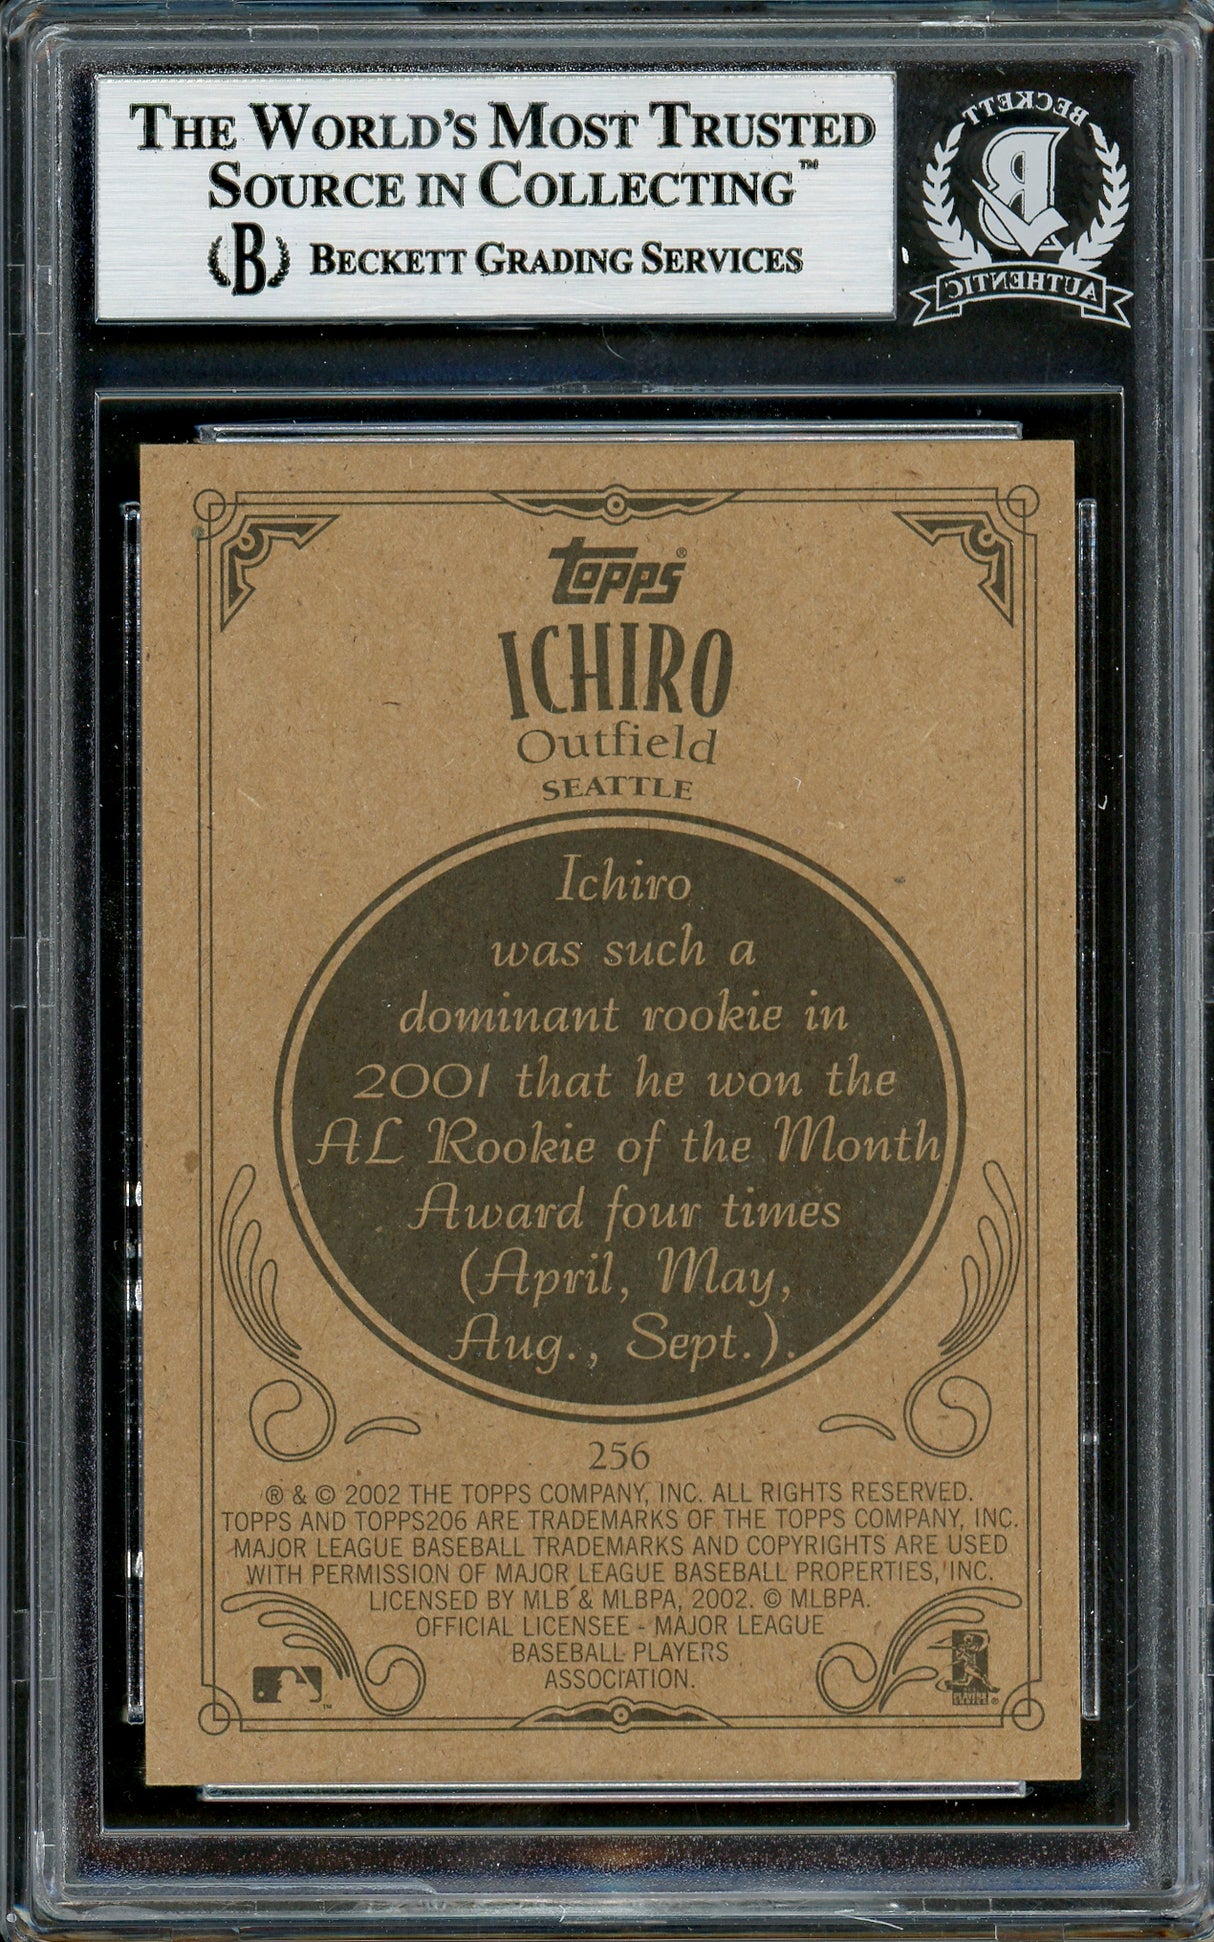 THE WORLD'S MOST TRUSTED
SOURCE IN COLLECTING™
B BECKETT GRADING SERVICES
BECKETT
B
AUTHENTIC
topps®
ICHIRO
Outfield
SEATTLE
Ichiro
was such a
dominant rookie in
2001 that he won the
AL Rookie of the Month
Award four times
(April, May,
Aug., Sept.).
256
® & © 2002 THE TOPPS COMPANY, INC. ALL RIGHTS RESERVED.
TOPPS AND TOPPS206 ARE TRADEMARKS OF THE TOPPS COMPANY, INC.
MAJOR LEAGUE BASEBALL TRADEMARKS AND COPYRIGHTS ARE USED
WITH PERMISSION OF MAJOR LEAGUE BASEBALL PROPERTIES, INC.
LICENSED BY MLB & MLBPA, 2002. © MLBPA.
OFFICIAL LICENSEE - MAJOR LEAGUE
BASEBALL PLAYERS
ASSOCIATION.